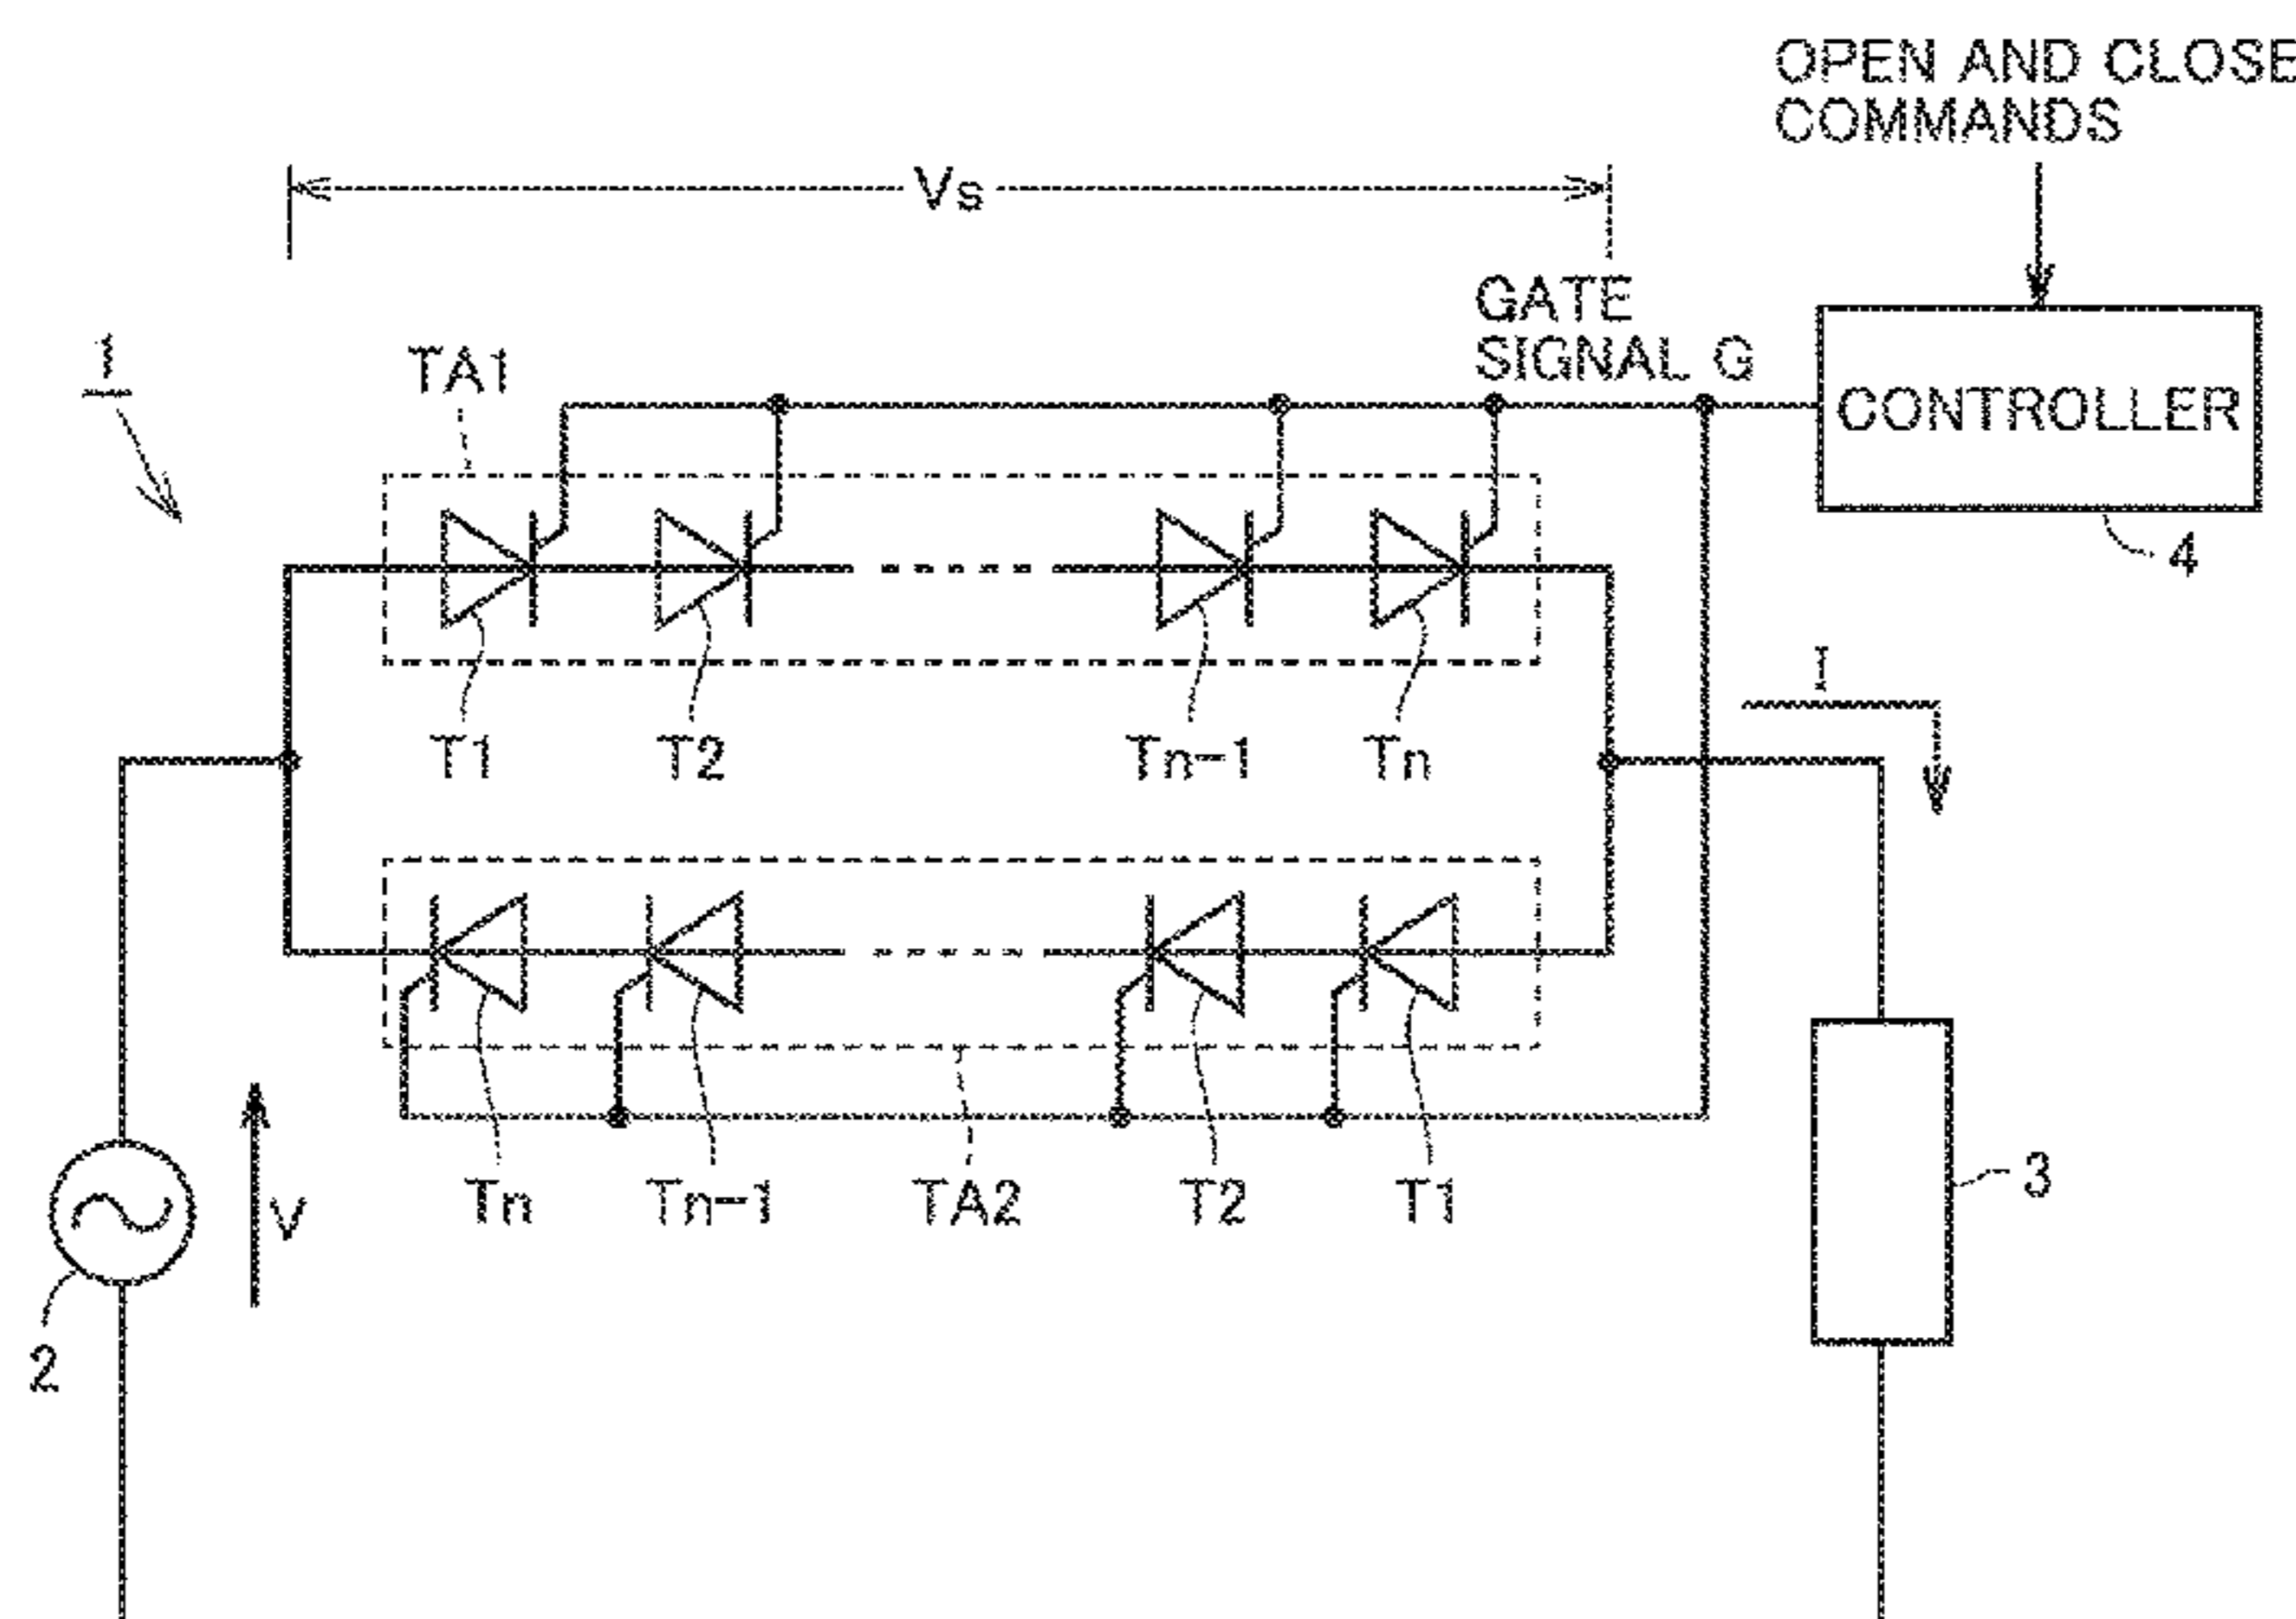 OPEN AND CLOSE
COMMANDS
Vs
GATE
SIGNAL G
1
TA1
CONTROLLER
4
I
T1
T2
Tn-1
Tn
V
Tn
Tn-1
TA2
T2
T1
3
2